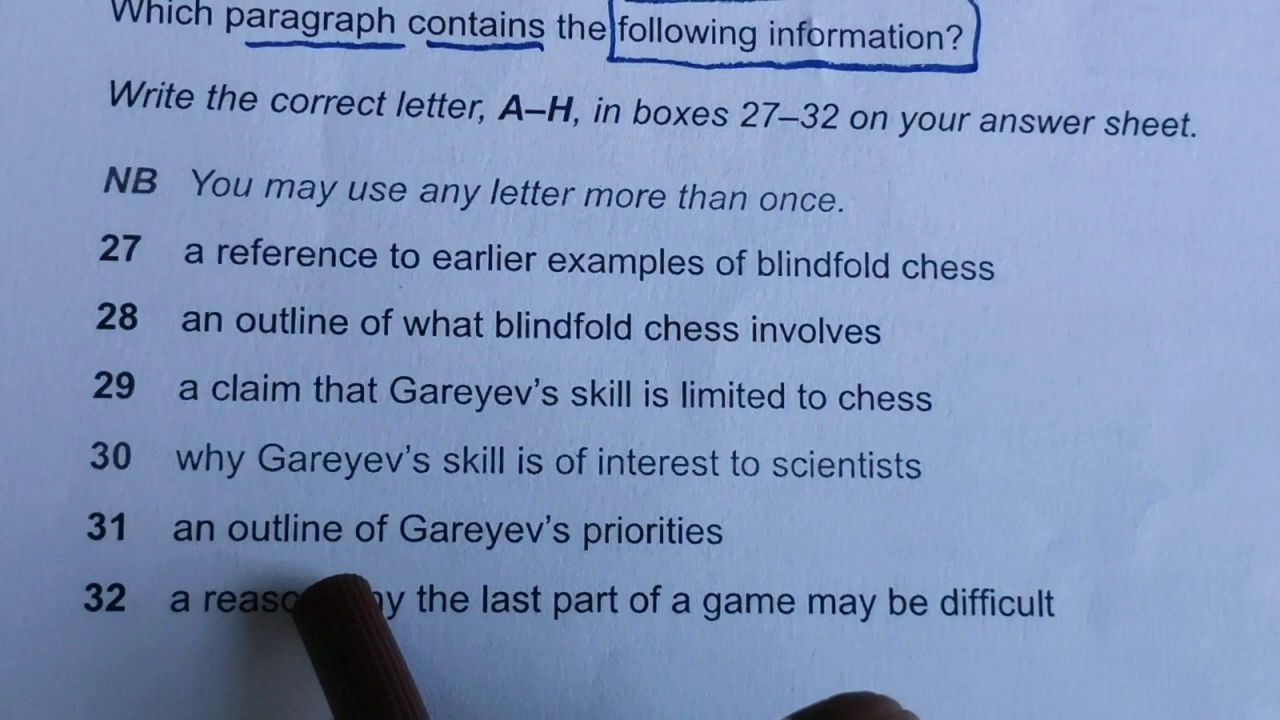 Which paragraph contains the following information?
Write the correct letter, A–H, in boxes 27–32 on your answer sheet.
NB You may use any letter more than once.
27 a reference to earlier examples of blindfold chess
28 an outline of what blindfold chess involves
29 a claim that Gareyev's skill is limited to chess
30 why Gareyev's skill is of interest to scientists
31 an outline of Gareyev's priorities
32 a the last part of a game may be difficult